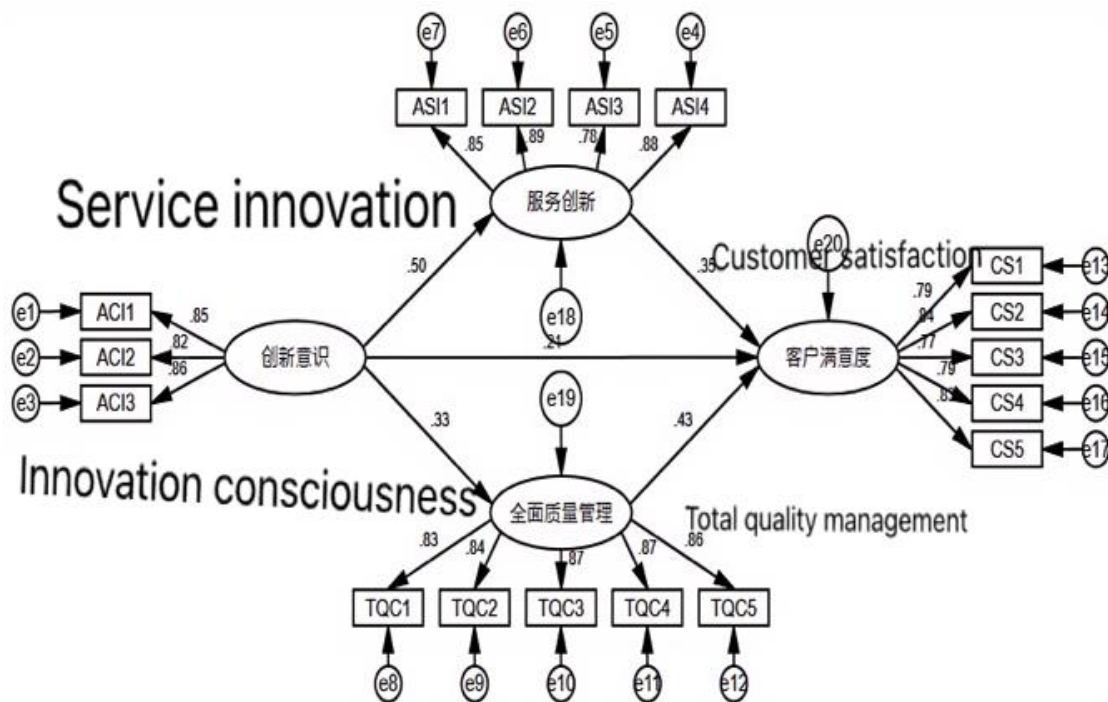 e7 e6 e5 e4
ASI1 ASI2 ASI3 ASI4
.85 .89 .78 .88
服务创新
Service innovation
e20
Customer satisfaction
.50 .35
e18
e1 ACI1 .85
e2 ACI2 .82
e3 ACI3 .86
创新意识
.21
客户满意度
.79 CS1 e13
.84 CS2 e14
.77 CS3 e15
.79 CS4 e16
CS5 e17
e19
.33 .43
Innovation consciousness
全面质量管理
Total quality management
.83 .84 .87 .87 .86
TQC1 TQC2 TQC3 TQC4 TQC5
e8 e9 e10 e11 e12